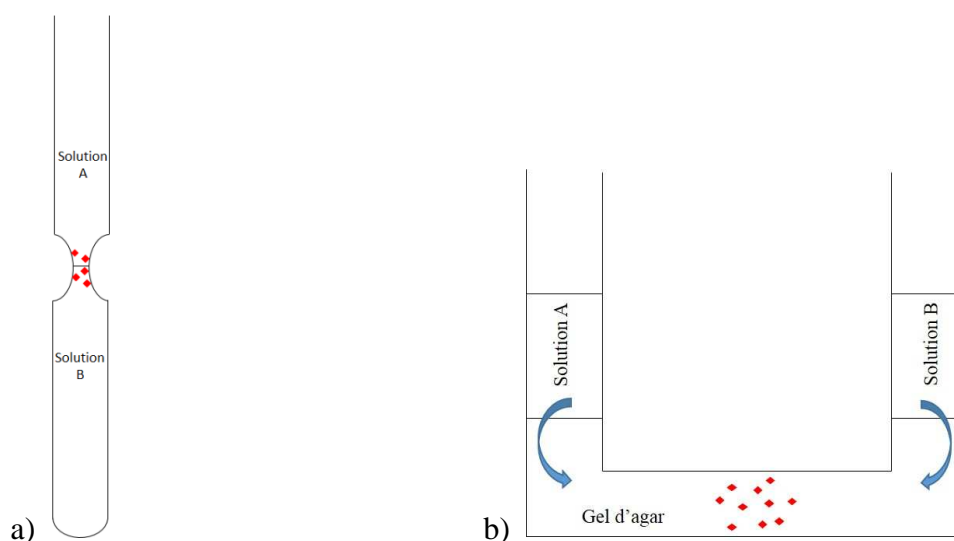 Solution
A
Solution
B
a)
Solution A
Solution B
Gel d'agar
b)